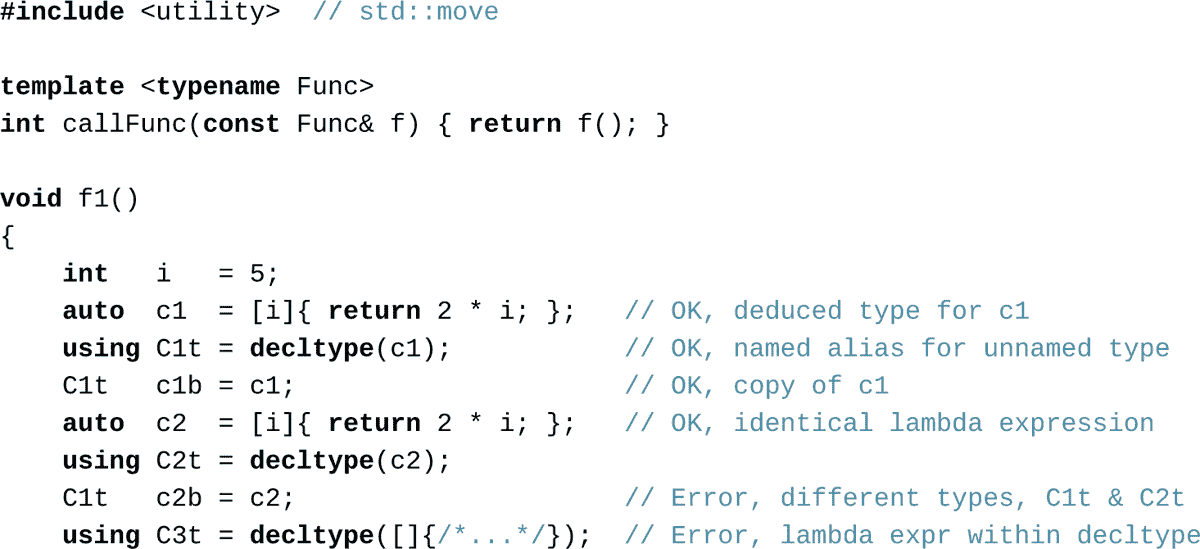 #include <utility>  // std::move

template <typename Func>
int callFunc(const Func& f) { return f(); }

void f1()
{
    int   i   = 5;
    auto  c1  = [i]{ return 2 * i; };   // OK, deduced type for c1
    using C1t = decltype(c1);           // OK, named alias for unnamed type
    C1t   c1b = c1;                     // OK, copy of c1
    auto  c2  = [i]{ return 2 * i; };   // OK, identical lambda expression
    using C2t = decltype(c2);
    C1t   c2b = c2;                     // Error, different types, C1t & C2t
    using C3t = decltype([]{/*...*/});  // Error, lambda expr within decltype